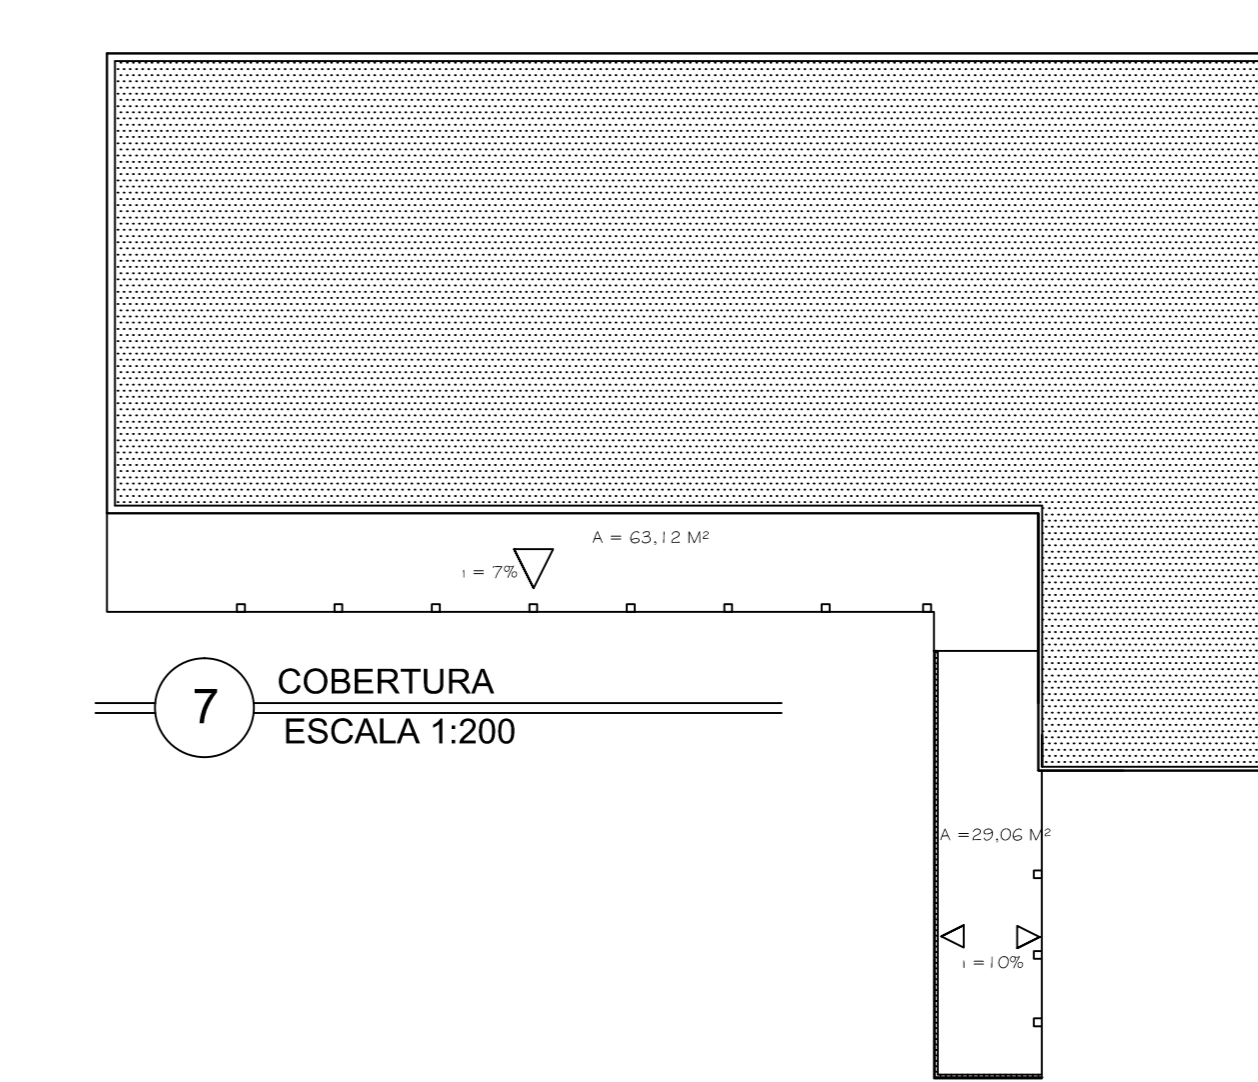 A = 63,12 M²
i = 7%
7
COBERTURA
ESCALA 1:200
A =29,06 M²
i =10%